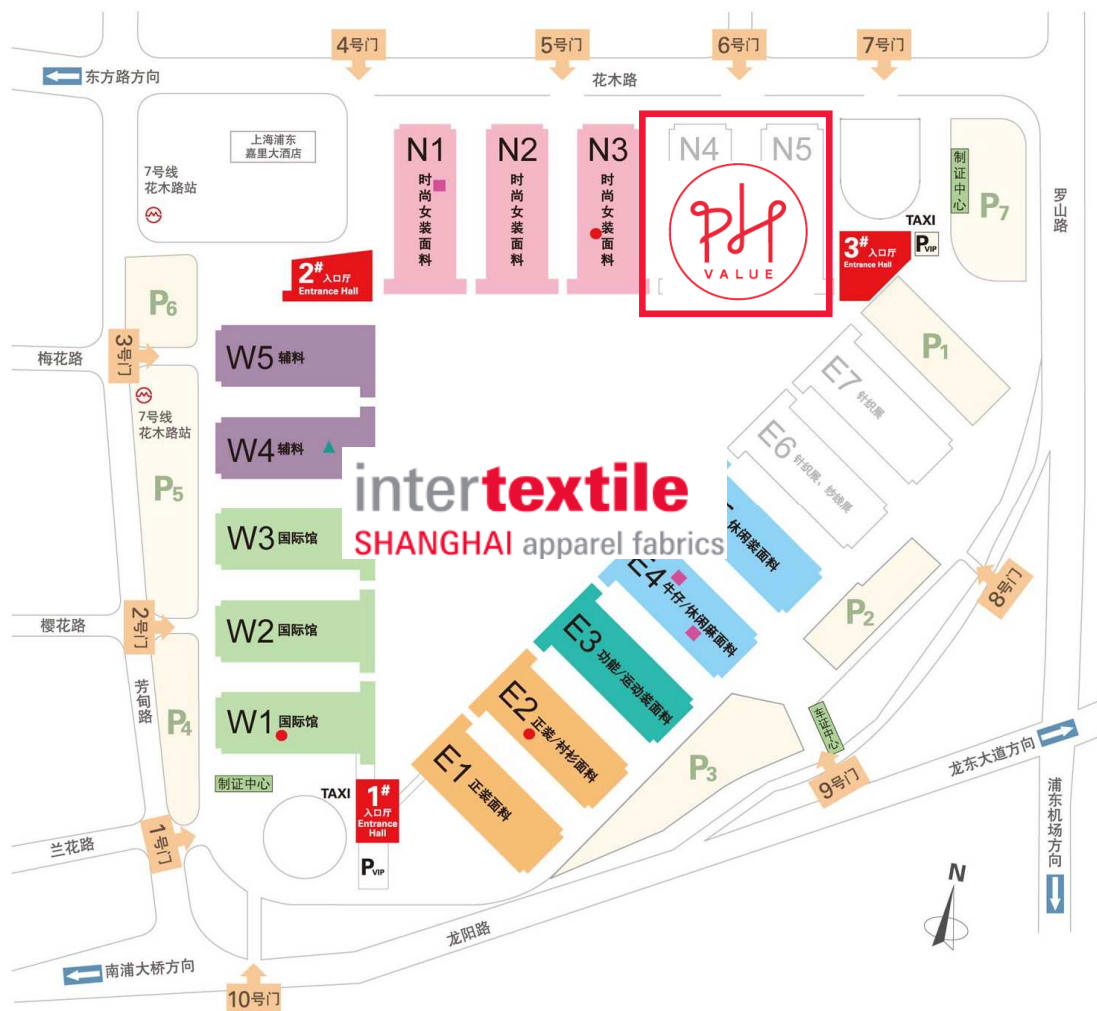 4号门
5号门
6号门
7号门
东方路方向
花木路
上海浦东
嘉里大酒店
7号线
花木路站
N1
时尚女装面料
N2
时尚女装面料
N3
时尚女装面料
N4
N5
PH
VALUE
制证中心
P7
罗山路
TAXI
PVIP
2#
入口厅
Entrance Hall
3#
入口厅
Entrance Hall
P6
3号门
梅花路
7号线
花木路站
P5
W5 辅料
W4 辅料
W3 国际馆
W2 国际馆
W1 国际馆
P1
E7 针织展
E6 针织展、纱线展
intertextile
SHANGHAI apparel fabrics
休闲装面料
E4 牛仔/休闲麻面料
E3 功能/运动装面料
E2 正装/衬衫面料
E1 正装面料
P2
8号门
2号门
樱花路
芳甸路
P4
P3
车证中心
9号门
龙东大道方向
浦东机场方向
制证中心
TAXI
1#
入口厅
Entrance
Hall
PVIP
1号门
兰花路
N
龙阳路
南浦大桥方向
10号门